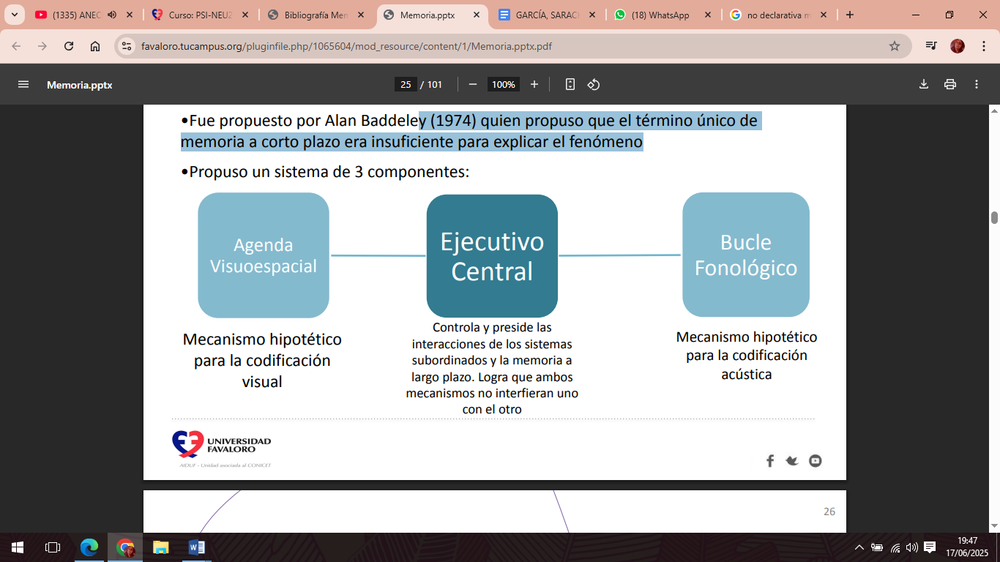 (1335) ANEC
Curso: PSI-NEU2
Bibliografía Mem
Memoria.pptx
GARCÍA, SARACI
(18) WhatsApp
no declarativa m
favaloro.tucampus.org/pluginfile.php/1065604/mod_resource/content/1/Memoria.pptx.pdf
Memoria.pptx
25 / 101
100%
•Fue propuesto por Alan Baddeley (1974) quien propuso que el término único de
memoria a corto plazo era insuficiente para explicar el fenómeno
•Propuso un sistema de 3 componentes:
Agenda
Visuoespacial
Ejecutivo
Central
Bucle
Fonológico
Mecanismo hipotético
para la codificación
visual
Controla y preside las
interacciones de los sistemas
subordinados y la memoria a
largo plazo. Logra que ambos
mecanismos no interfieran uno
con el otro
Mecanismo hipotético
para la codificación
acústica
UNIVERSIDAD
FAVALORO
AIDUF - Unidad asociada al CONICET
26
19:47
17/06/2025